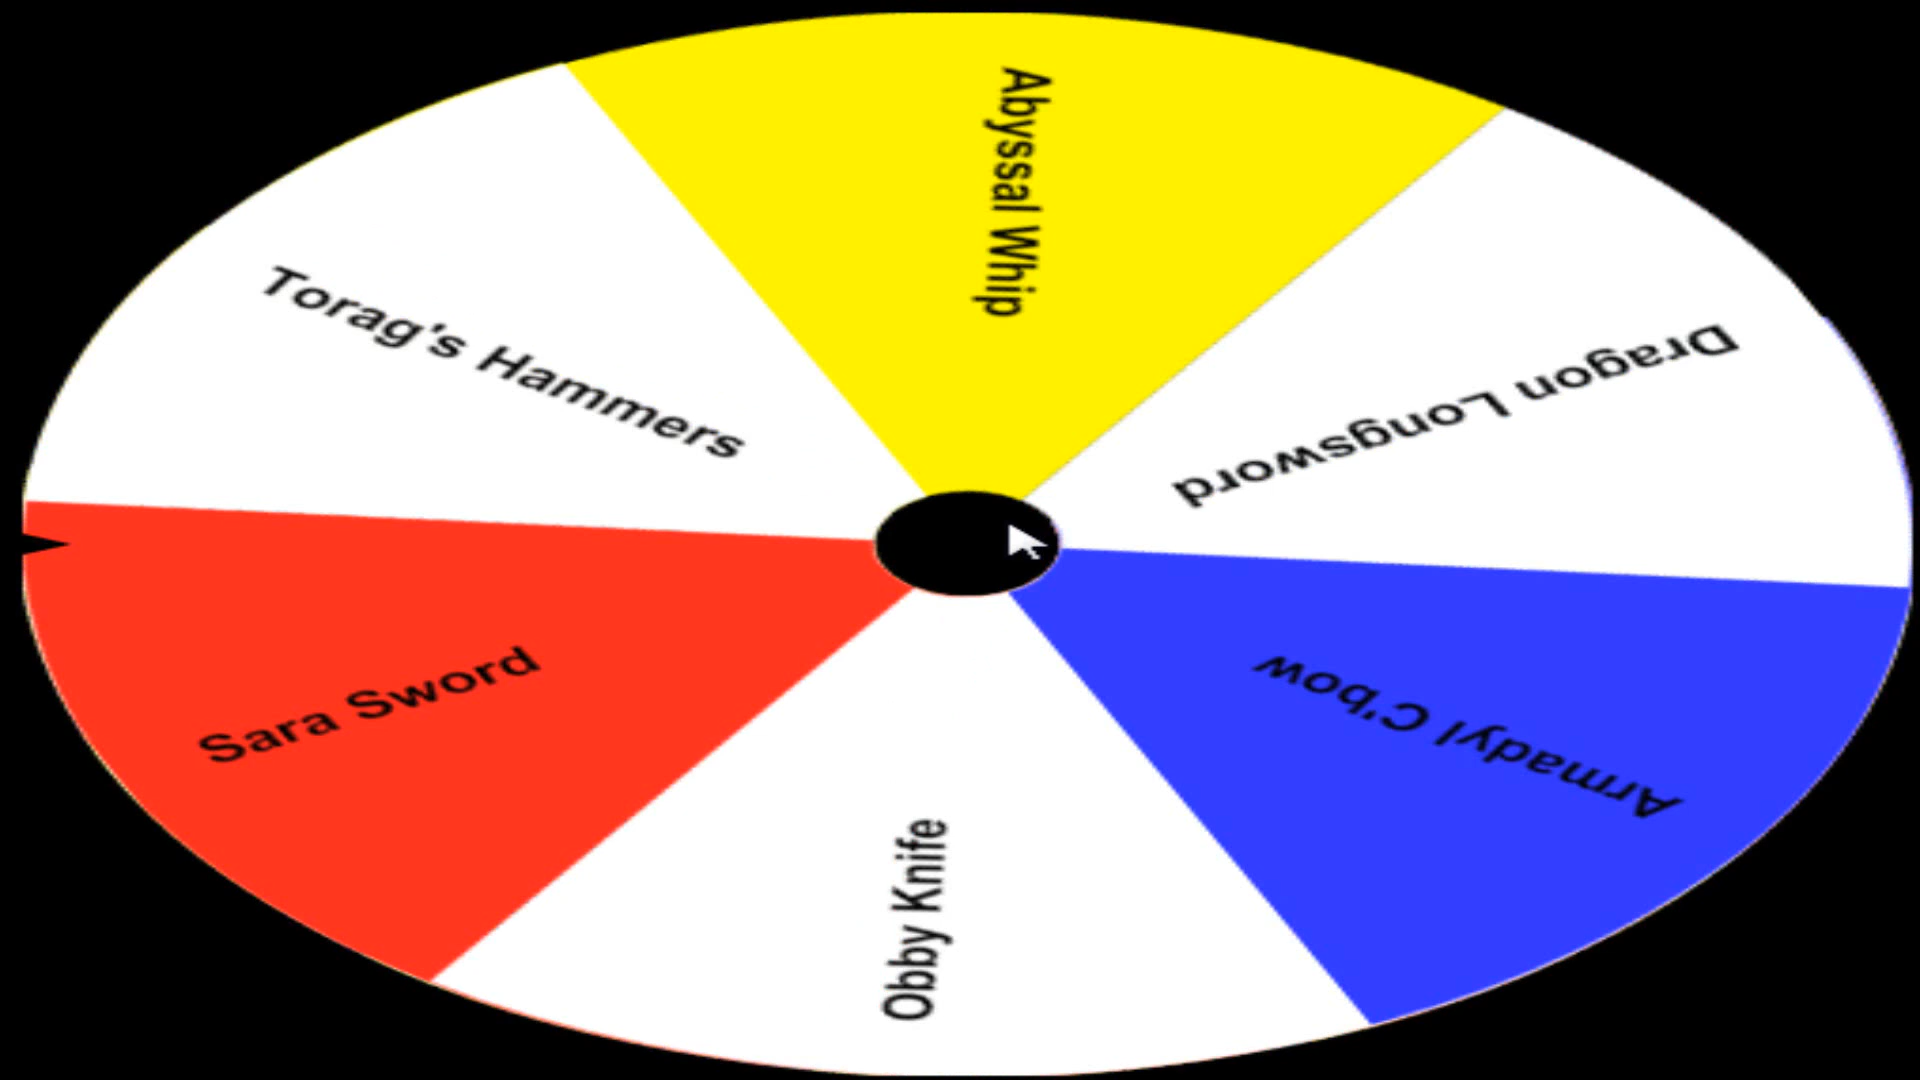 Abyssal Whip
Torag's Hammers
Dragon Longsword
Sara Sword
Armadyl C'bow
Obby Knife